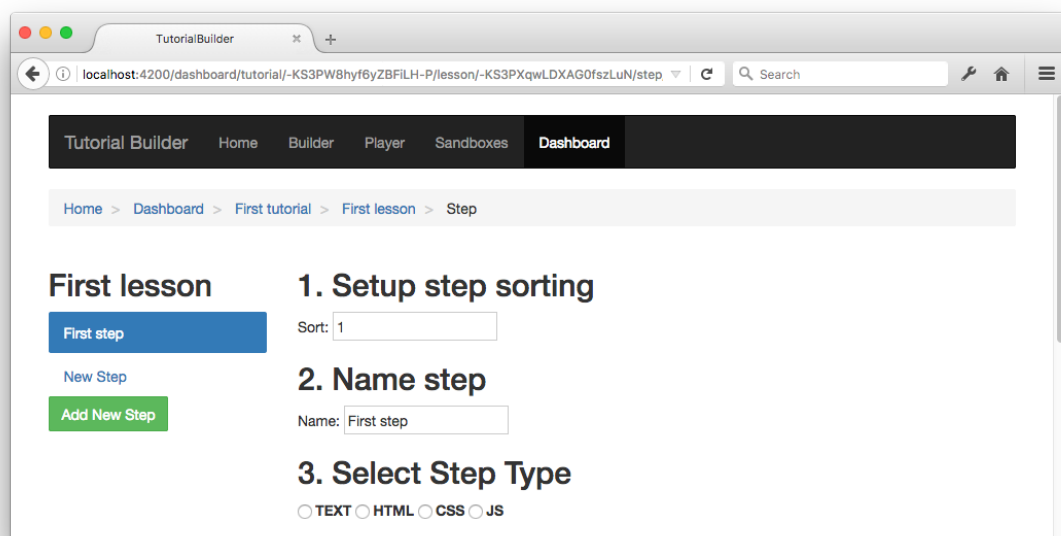 TutorialBuilder
localhost:4200/dashboard/tutorial/-KS3PW8hyf6yZBFiLH-P/lesson/-KS3PXqwLDXAG0fszLuN/step
Search
Tutorial Builder Home Builder Player Sandboxes Dashboard
Home > Dashboard > First tutorial > First lesson > Step
First lesson
First step
New Step
Add New Step
1. Setup step sorting
Sort: 1
2. Name step
Name: First step
3. Select Step Type
TEXT HTML CSS JS